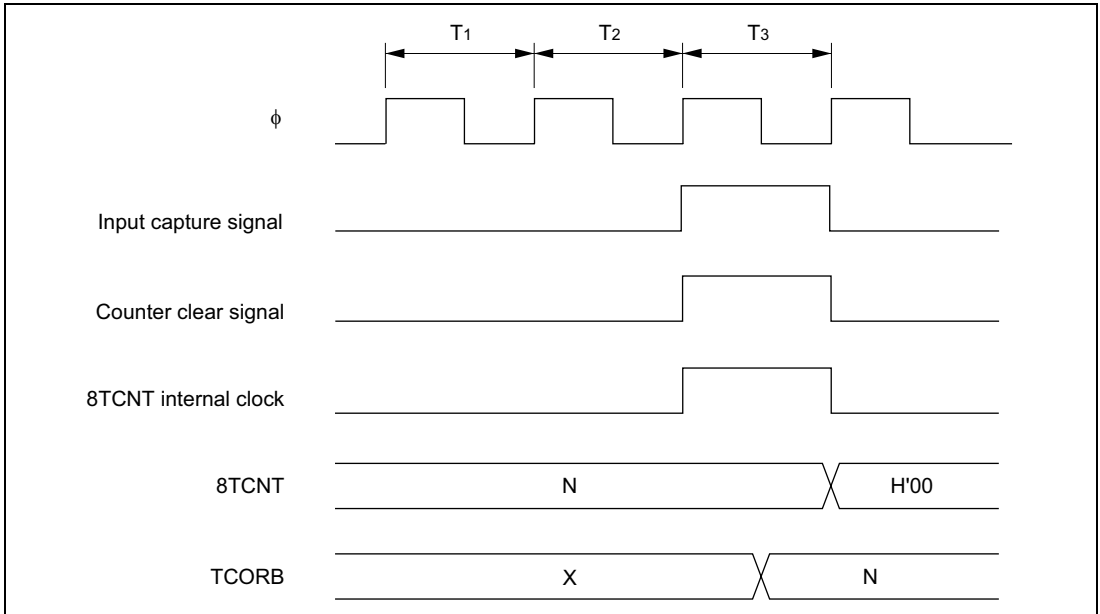 T1 T2 T3
φ
Input capture signal
Counter clear signal
8TCNT internal clock
8TCNT N H'00
TCORB X N